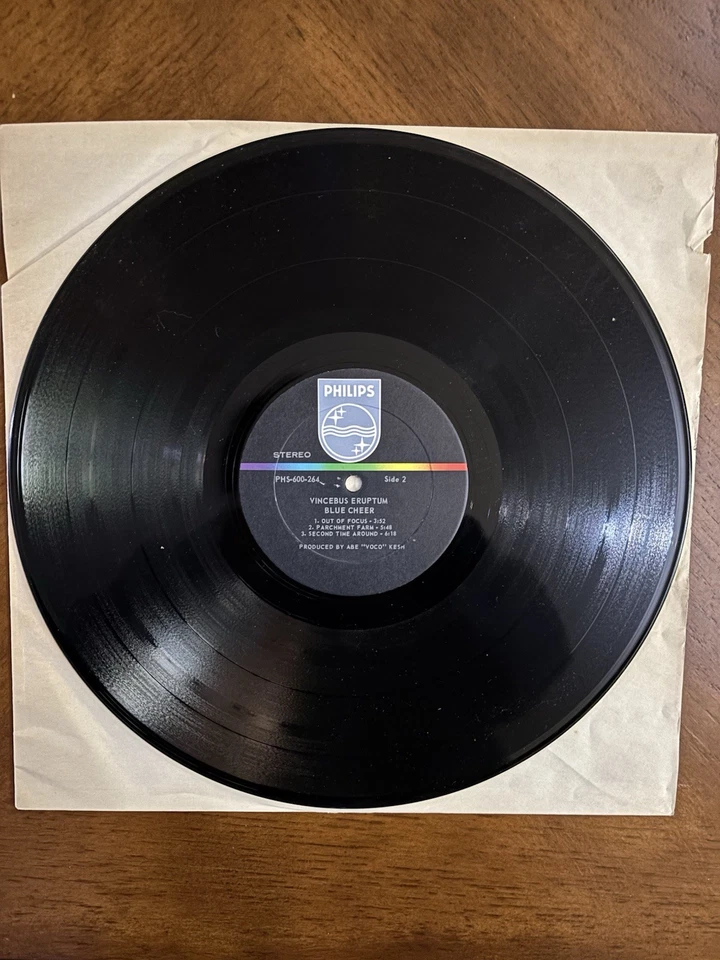 PHILIPS
STEREO
PHS-600-264 Side 2
VINCEBUS ERUPTUM
BLUE CHEER
1- OUT OF FOCUS - 3:52
2. PARCHMENT FARM - 5:48
3. SECOND TIME AROUND - 6:18
PRODUCED BY ABE "VOCO" KESH